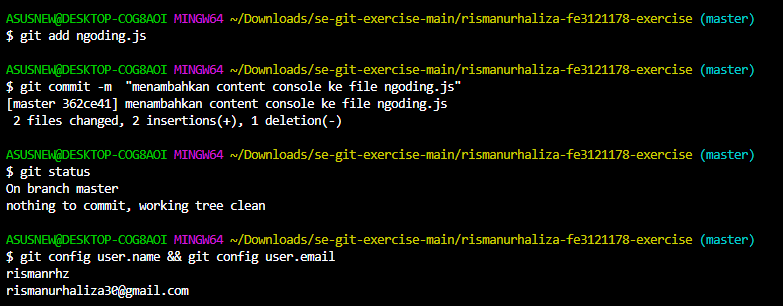 ASUSNEW@DESKTOP-COG8AOI MINGW64 ~/Downloads/se-git-exercise-main/rismanurhaliza-fe3121178-exercise (master)
$ git add ngoding.js
ASUSNEW@DESKTOP-COG8AOI MINGW64 ~/Downloads/se-git-exercise-main/rismanurhaliza-fe3121178-exercise (master)
$ git commit -m  "menambahkan content console ke file ngoding.js"
[master 362ce41] menambahkan content console ke file ngoding.js
 2 files changed, 2 insertions(+), 1 deletion(-)
ASUSNEW@DESKTOP-COG8AOI MINGW64 ~/Downloads/se-git-exercise-main/rismanurhaliza-fe3121178-exercise (master)
$ git status
On branch master
nothing to commit, working tree clean
ASUSNEW@DESKTOP-COG8AOI MINGW64 ~/Downloads/se-git-exercise-main/rismanurhaliza-fe3121178-exercise (master)
$ git config user.name && git config user.email
rismanrhz
rismanurhaliza30@gmail.com